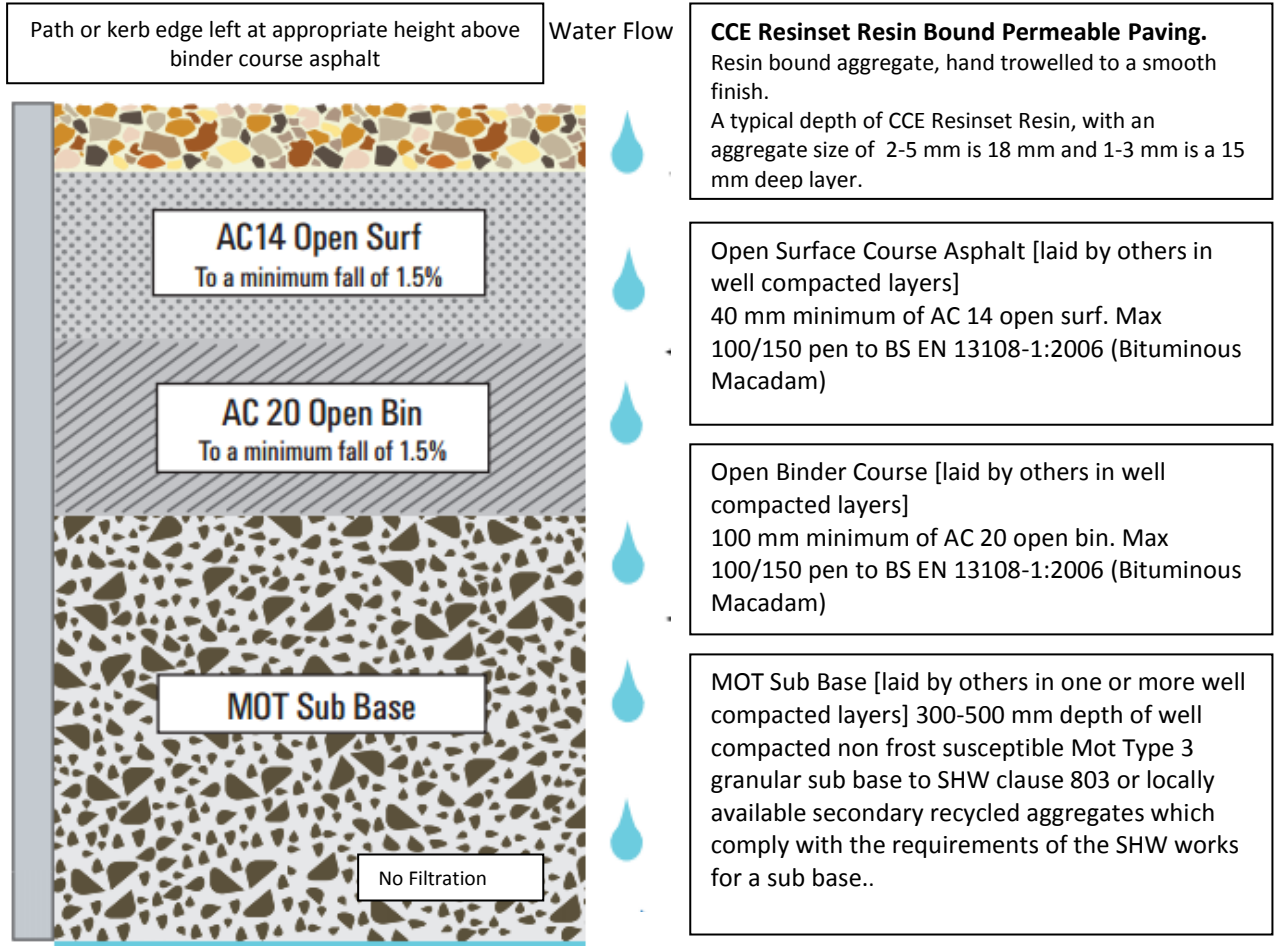 Path or kerb edge left at appropriate height above
binder course asphalt
Water Flow
CCE Resinset Resin Bound Permeable Paving.
Resin bound aggregate, hand trowelled to a smooth
finish.
A typical depth of CCE Resinset Resin, with an
aggregate size of 2-5 mm is 18 mm and 1-3 mm is a 15
mm deep layer.
AC14 Open Surf
To a minimum fall of 1.5%
Open Surface Course Asphalt [laid by others in
well compacted layers]
40 mm minimum of AC 14 open surf. Max
100/150 pen to BS EN 13108-1:2006 (Bituminous
Macadam)
AC 20 Open Bin
To a minimum fall of 1.5%
Open Binder Course [laid by others in well
compacted layers]
100 mm minimum of AC 20 open bin. Max
100/150 pen to BS EN 13108-1:2006 (Bituminous
Macadam)
MOT Sub Base
MOT Sub Base [laid by others in one or more well
compacted layers] 300-500 mm depth of well
compacted non frost susceptible Mot Type 3
granular sub base to SHW clause 803 or locally
available secondary recycled aggregates which
comply with the requirements of the SHW works
for a sub base..
No Filtration